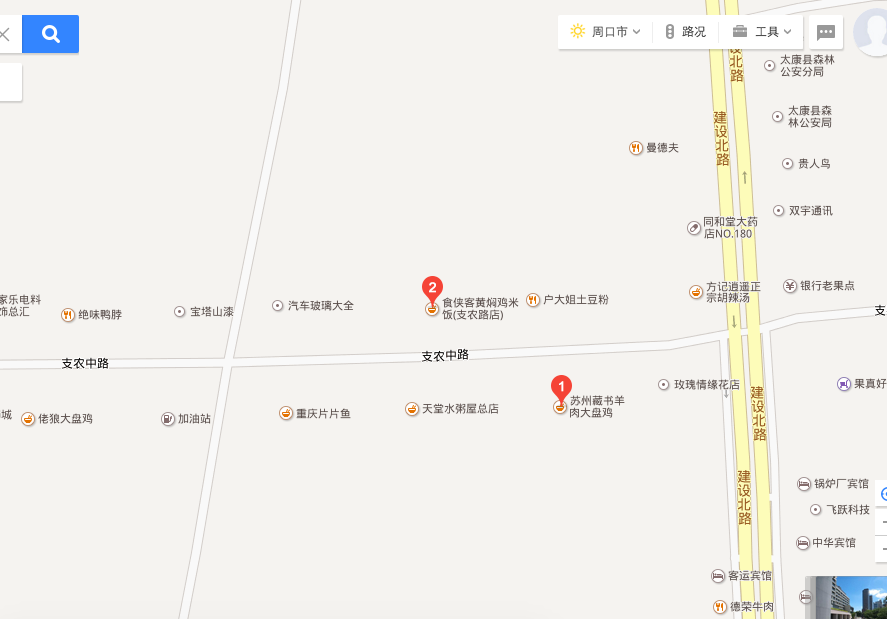 周口市
路况
工具
建设北路
太康县森林
公安分局
太康县森
林公安局
建设北路
曼德夫
贵人鸟
双宇通讯
同和堂大药
店NO.180
方记逍遥正
宗胡辣汤
银行老果点
家乐电料
饰总汇
绝味鸭脖
宝塔山漆
汽车玻璃大全
2
食侠客黄焖鸡米
饭(支农路店)
户大姐土豆粉
支
支农中路
支农中路
1
苏州藏书羊
肉大盘鸡
玫瑰情缘花店
果真好
城
佬狼大盘鸡
加油站
重庆片片鱼
天堂水粥屋总店
建设北路
建设北路
锅炉厂宾馆
飞跃科技
中华宾馆
客运宾馆
德荣牛肉